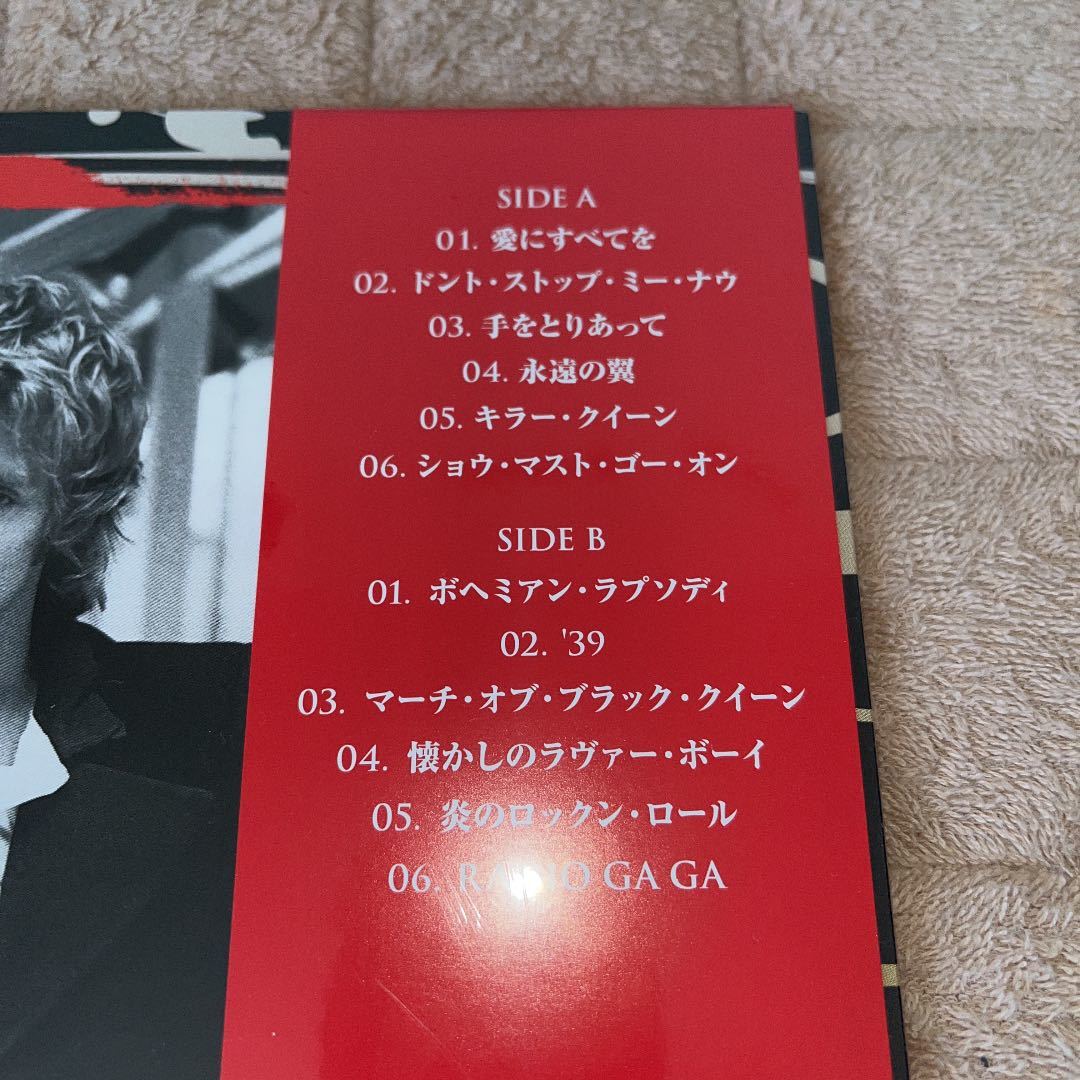 SIDE A
01. 愛にすべてを
02. ドント・ストップ・ミー・ナウ
03. 手をとりあって
04. 永遠の翼
05. キラー・クイーン
06. ショウ・マスト・ゴー・オン
SIDE B
01. ボヘミアン・ラプソディ
02. '39
03. マーチ・オブ・ブラック・クイーン
04. 懐かしのラヴァー・ボーイ
05. 炎のロックン・ロール
06. RADIO GA GA